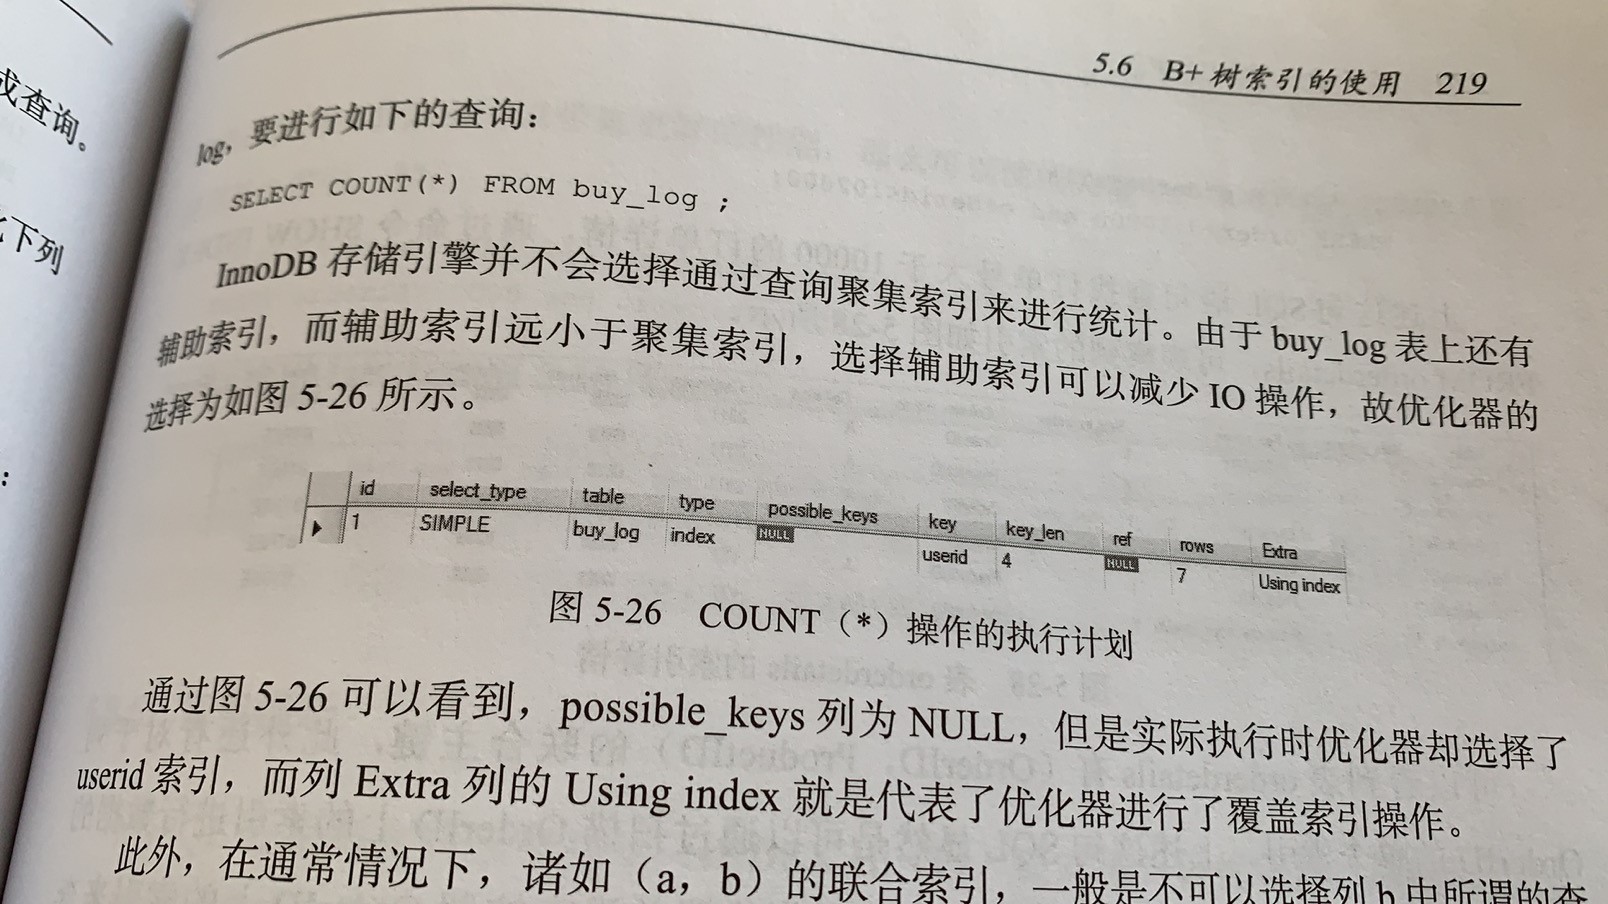 成查询。
下列
：
5.6 B+ 树索引的使用 219
log，要进行如下的查询：
SELECT COUNT(*) FROM buy_log ;
InnoDB 存储引擎并不会选择通过查询聚集索引来进行统计。由于 buy_log 表上还有
辅助索引，而辅助索引远小于聚集索引，选择辅助索引可以减少 IO 操作，故优化器的
选择为如图 5-26 所示。
id select_type table type possible_keys key key_len ref rows Extra
1 SIMPLE buy_log index NULL userid 4 NULL 7 Using index
图 5-26 COUNT（*）操作的执行计划
通过图 5-26 可以看到，possible_keys 列为 NULL，但是实际执行时优化器却选择了
userid 索引，而列 Extra 列的 Using index 就是代表了优化器进行了覆盖索引操作。
此外，在通常情况下，诸如（a，b）的联合索引，一般是不可以选择列 b 中所谓的查